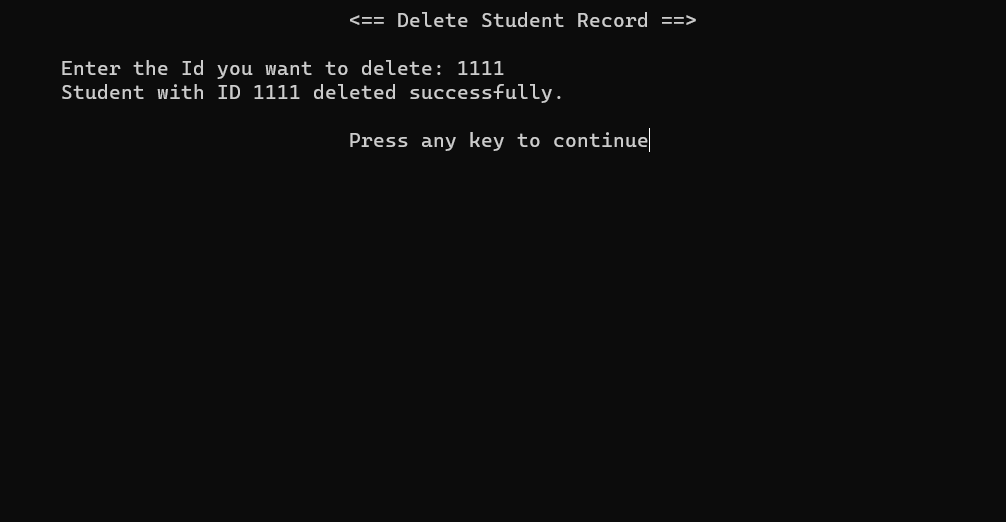 <== Delete Student Record ==>
Enter the Id you want to delete: 1111
Student with ID 1111 deleted successfully.
Press any key to continue